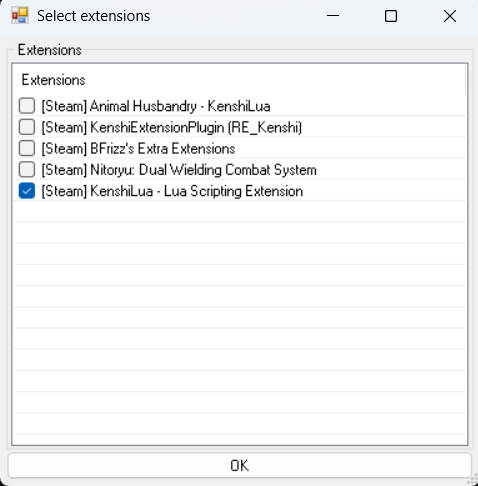 Select extensions
Extensions
Extensions
[Steam] Animal Husbandry - KenshiLua
[Steam] KenshiExtensionPlugin (RE_Kenshi)
[Steam] BFrizz's Extra Extensions
[Steam] Nitoryu: Dual Wielding Combat System
[Steam] KenshiLua - Lua Scripting Extension
OK